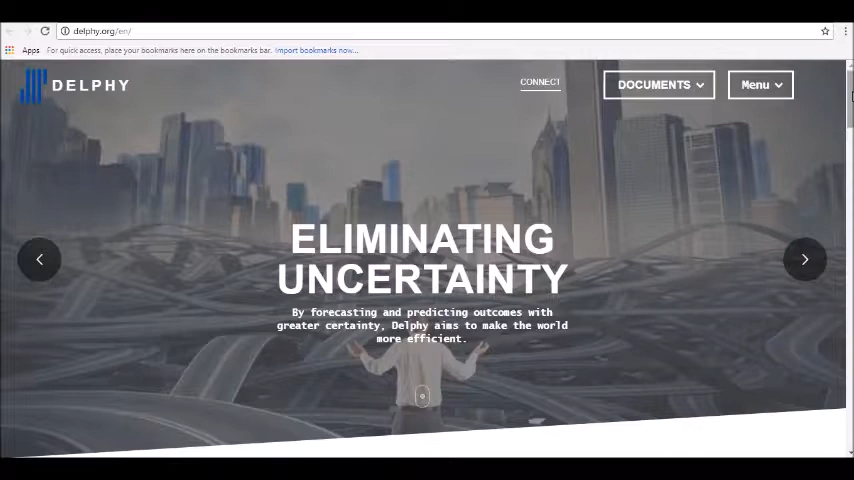 delphy.org/en/
Apps For quick access, place your bookmarks here on the bookmarks bar. Import bookmarks now...
DELPHY
CONNECT
DOCUMENTS
Menu
ELIMINATING
UNCERTAINTY
By forecasting and predicting outcomes with
greater certainty, Delphy aims to make the world
more efficient.